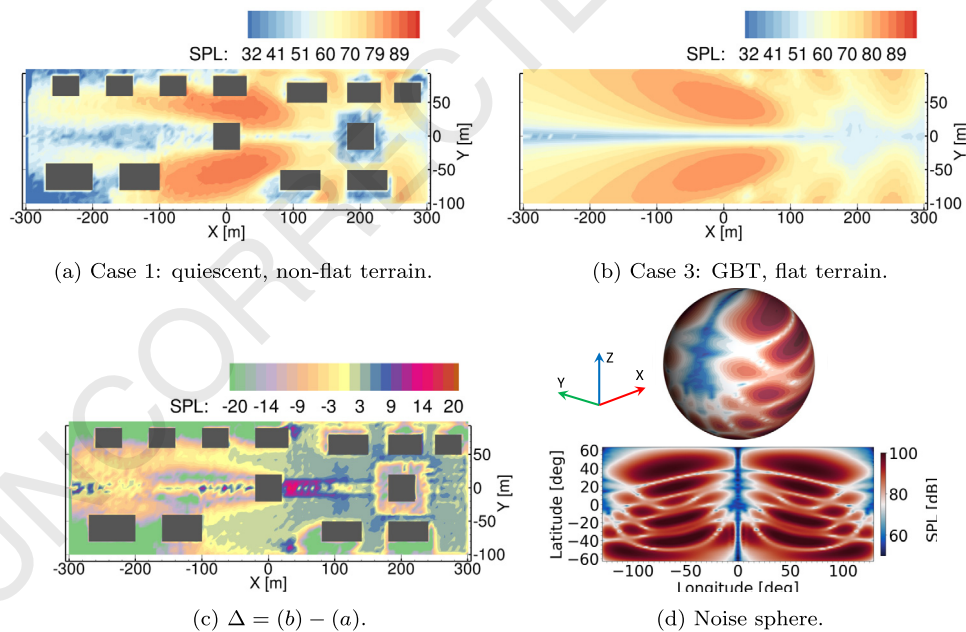 SPL: 32 41 51 60 70 79 89
50
0
-50
-100
Y [m]
-300 -200 -100 0 100 200 300
X [m]
(a) Case 1: quiescent, non-flat terrain.
SPL: 32 41 51 60 70 80 89
50
0
-50
-100
Y [m]
-300 -200 -100 0 100 200 300
X [m]
(b) Case 3: GBT, flat terrain.
SPL: -20 -14 -9 -3 3 9 14 20
50
0
-50
-100
Y [m]
-300 -200 -100 0 100 200 300
X [m]
(c) Δ = (b) − (a).
Z
Y
X
60
40
20
0
−20
−40
−60
Latitude [deg]
−100 −50 0 50 100
Longitude [deg]
100
80
60
SPL [dB]
(d) Noise sphere.
UNCORRECTE